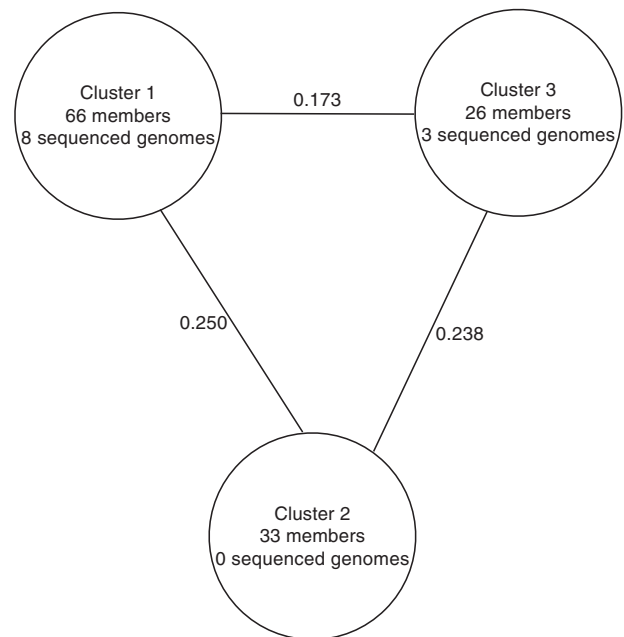 Cluster 1
66 members
8 sequenced genomes
0.173
Cluster 3
26 members
3 sequenced genomes
0.250
0.238
Cluster 2
33 members
0 sequenced genomes